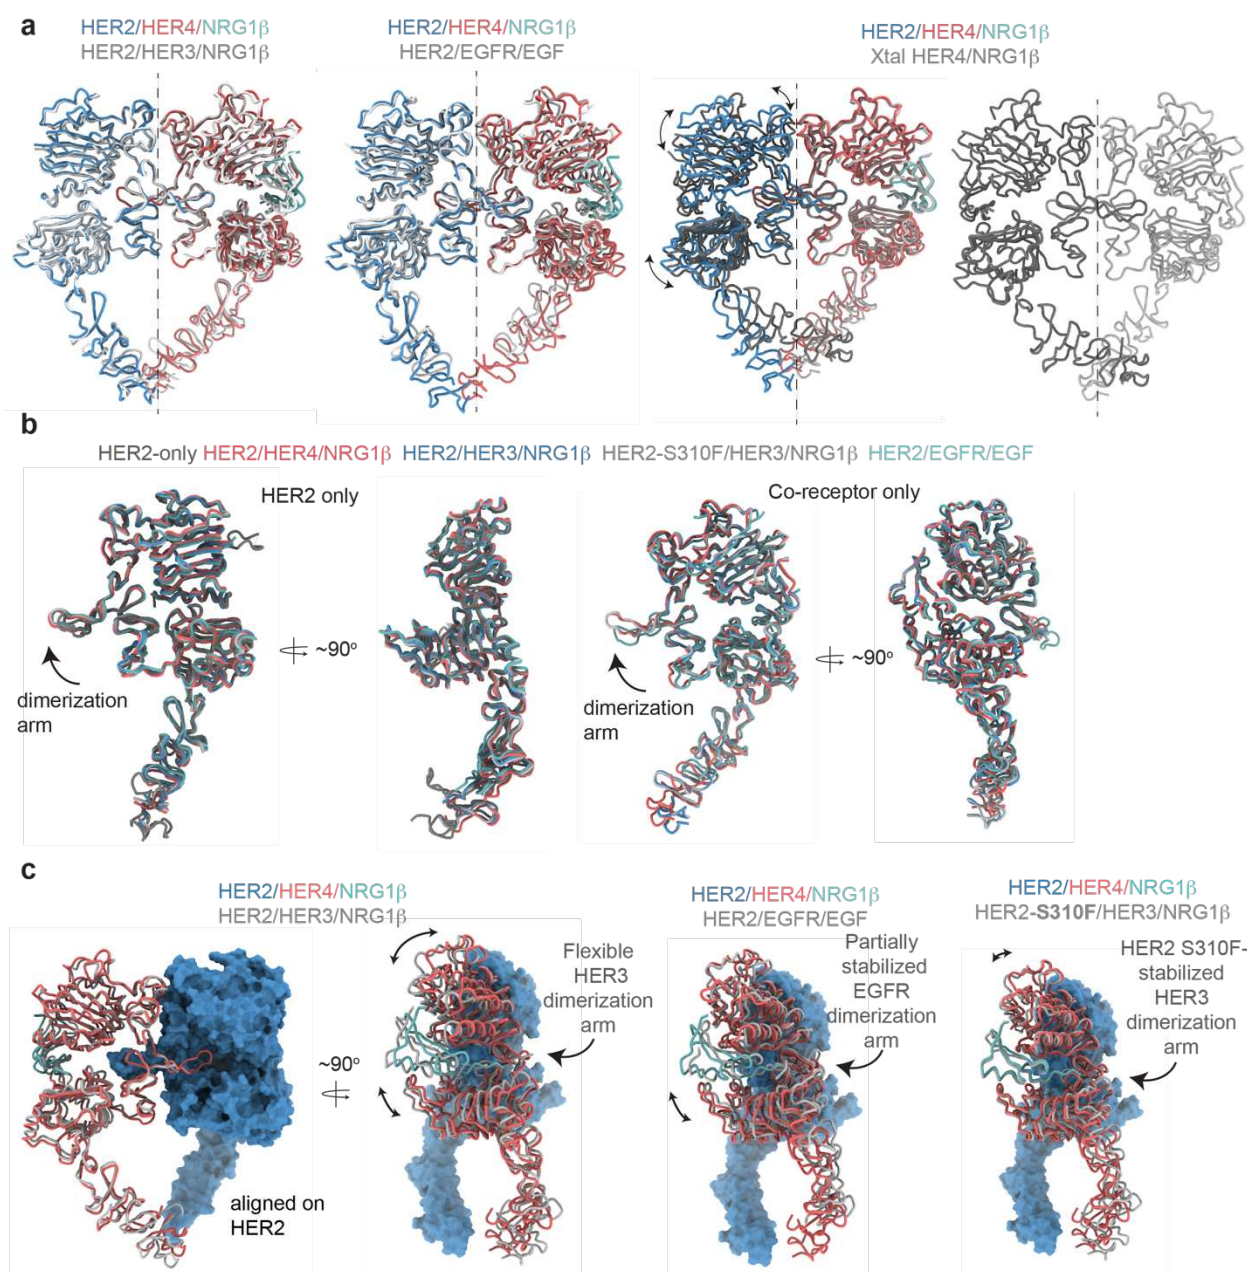 a
HER2/HER4/NRG1β
HER2/HER3/NRG1β
HER2/HER4/NRG1β
HER2/EGFR/EGF
HER2/HER4/NRG1β
Xtal HER4/NRG1β
b
HER2-only HER2/HER4/NRG1β HER2/HER3/NRG1β HER2-S310F/HER3/NRG1β HER2/EGFR/EGF
HER2 only
Co-receptor only
~90º
~90º
dimerization
arm
dimerization
arm
c
HER2/HER4/NRG1β
HER2/HER3/NRG1β
HER2/HER4/NRG1β
HER2/EGFR/EGF
HER2/HER4/NRG1β
HER2-S310F/HER3/NRG1β
Flexible
HER3
dimerization
arm
Partially
stabilized
EGFR
dimerization
arm
HER2 S310F-
stabilized
HER3
dimerization
arm
~90º
aligned on
HER2